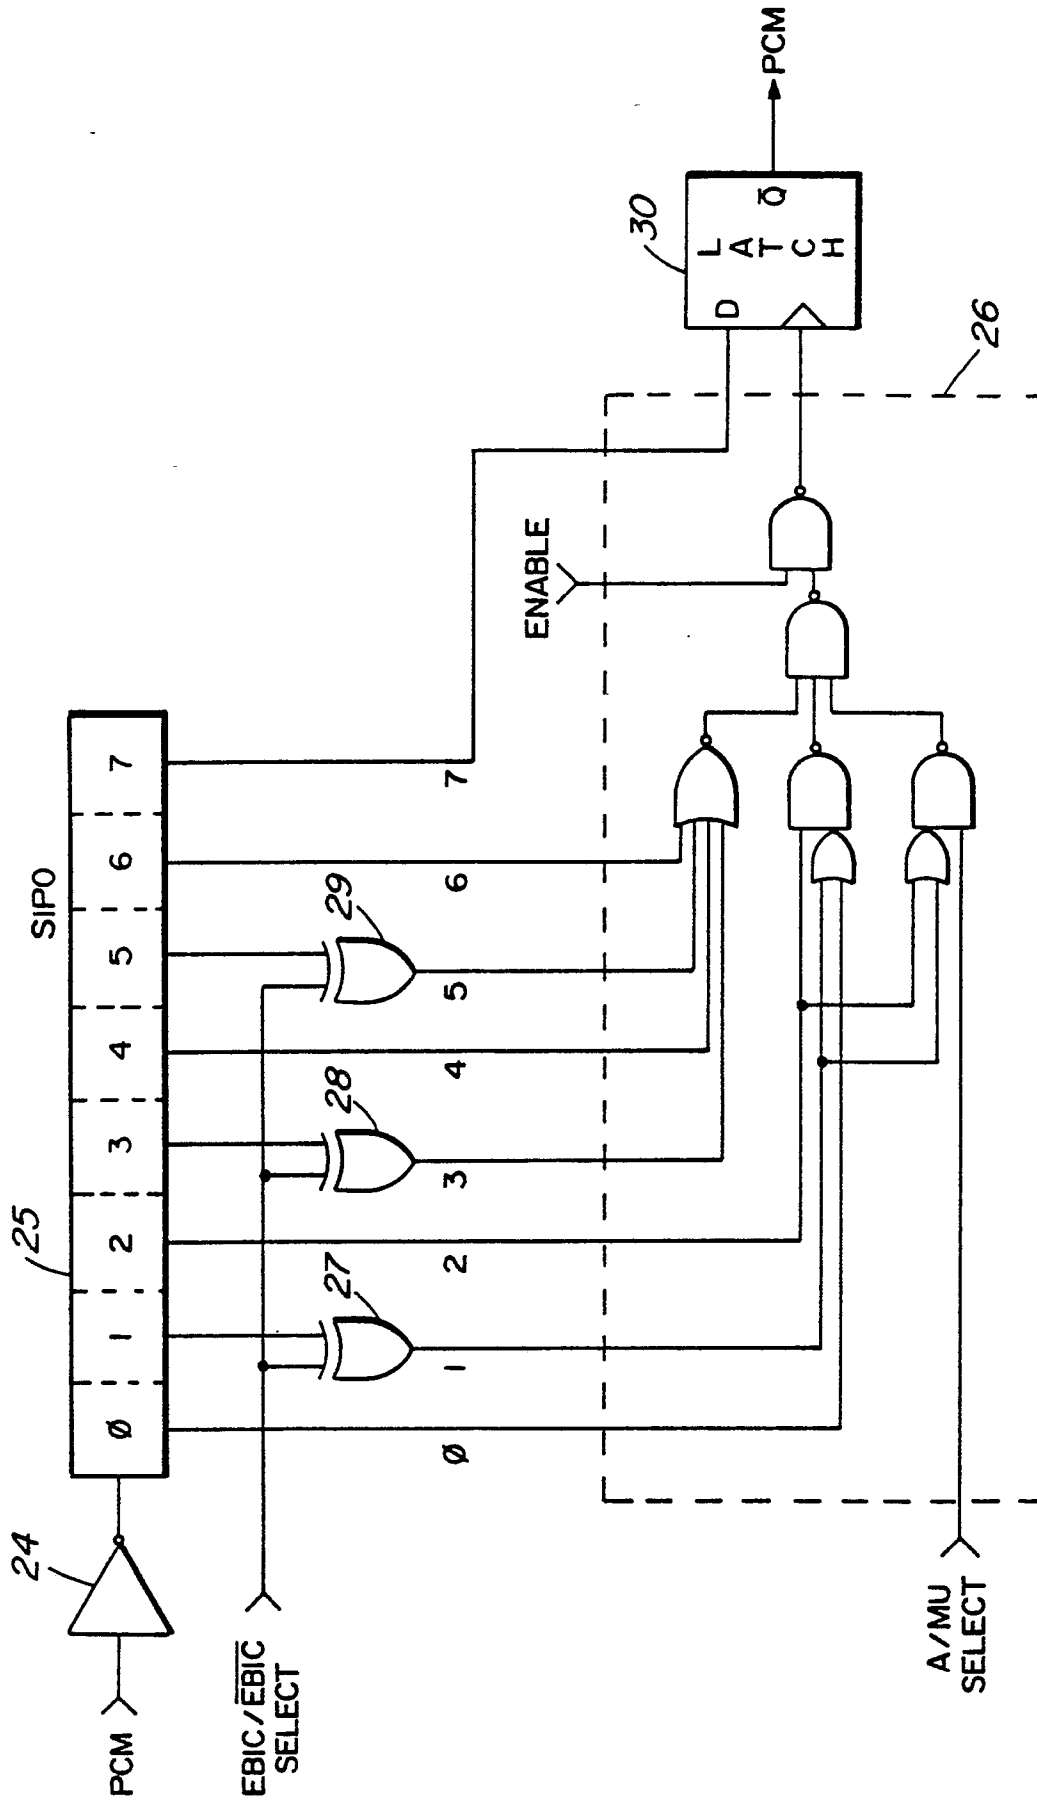 SIPO
25
24
Ø 1 2 3 4 5 6 7
PCM
EBIC/E̅B̅I̅C̅
SELECT
27
28
29
Ø
1
2
3
4
5
6
7
ENABLE
30
D
Q̅
LATCH
PCM
26
A/MU
SELECT